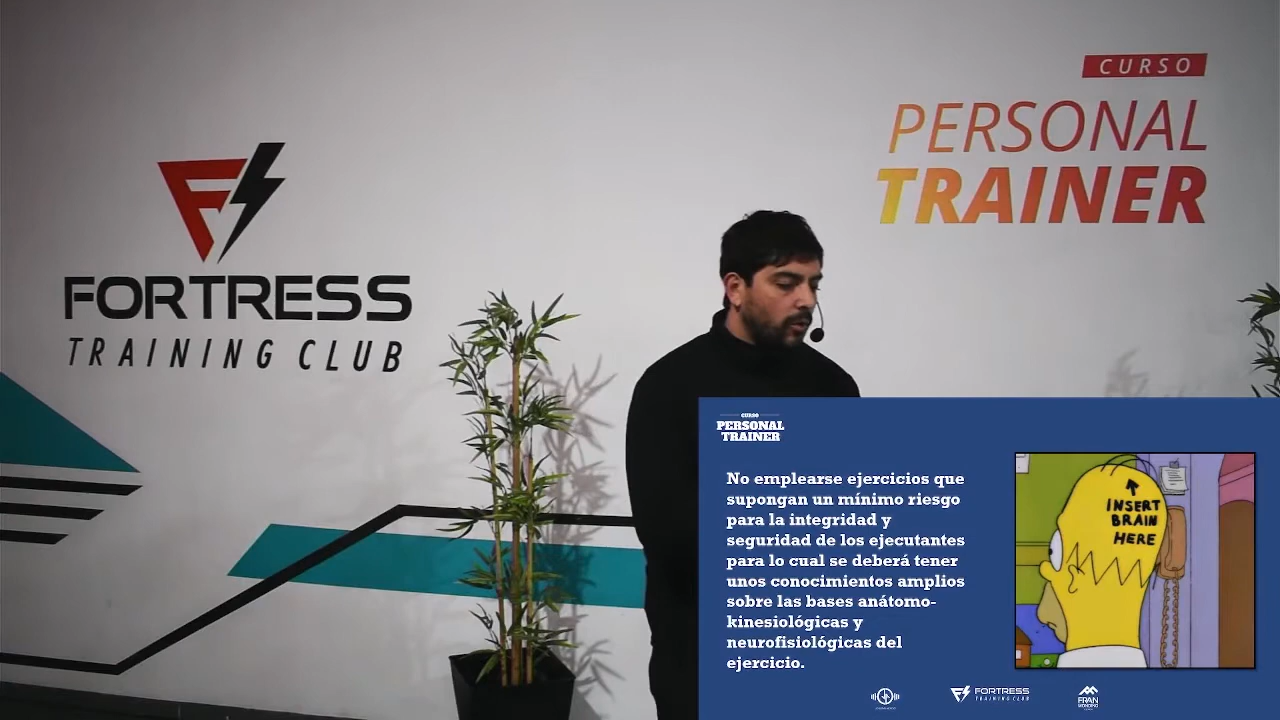 CURSO
PERSONAL
TRAINER
FORTRESS
TRAINING CLUB
CURSO
PERSONAL
TRAINER
No emplearse ejercicios que
supongan un mínimo riesgo
para la integridad y
seguridad de los ejecutantes
para lo cual se deberá tener
unos conocimientos amplios
sobre las bases anátomo-
kinesiológicas y
neurofisiológicas del
ejercicio.
INSERT
BRAIN
HERE
FORTRESS
TRAINING CLUB
FRAN